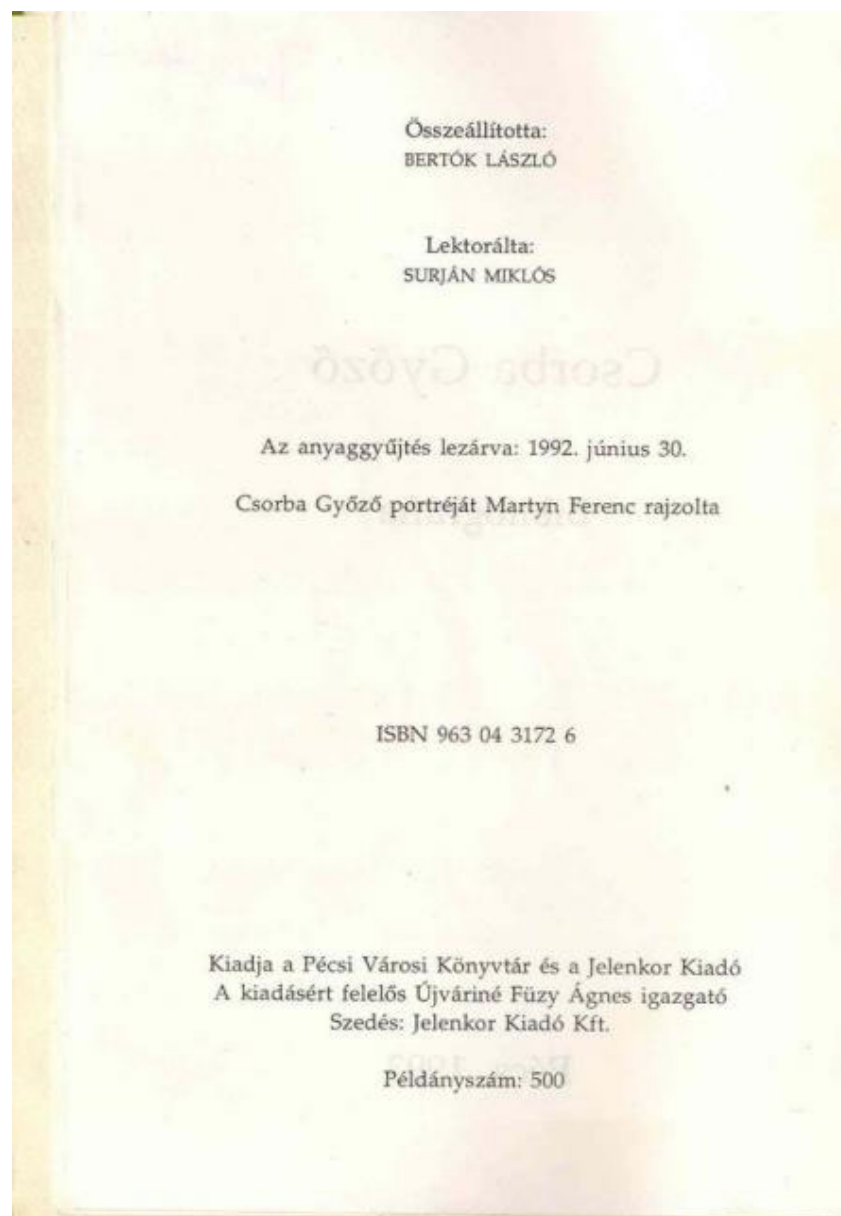 Összeállította:
BERTÓK LÁSZLÓ
Lektorálta:
SURJÁN MIKLÓS
Csorba Győző
Az anyaggyűjtés lezárva: 1992. június 30.
Csorba Győző portréját Martyn Ferenc rajzolta
ISBN 963 04 3172 6
Kiadja a Pécsi Városi Könyvtár és a Jelenkor Kiadó
A kiadásért felelős Újváriné Füzy Ágnes igazgató
Szedés: Jelenkor Kiadó Kft.
Példányszám: 500